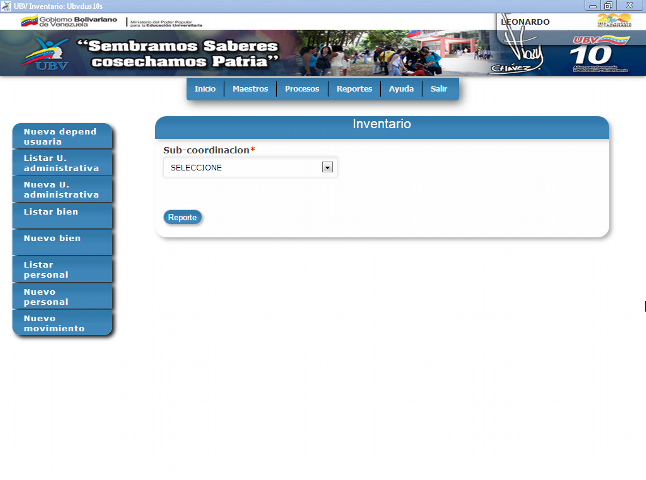 UBV Inventario: Ubvdus10s
Gobierno Bolivariano
de Venezuela
Ministerio del Poder Popular
para la Educación Universitaria
LEONARDO
"Sembramos Saberes
cosechamos Patria"
UBV
Chávez
UBV
10
Inicio
Maestros
Procesos
Reportes
Ayuda
Salir
Nueva depend
usuaria
Listar U.
administrativa
Nueva U.
administrativa
Listar bien
Nuevo bien
Listar
personal
Nuevo
personal
Nuevo
movimiento
Inventario
Sub-coordinacion*
SELECCIONE
Reporte